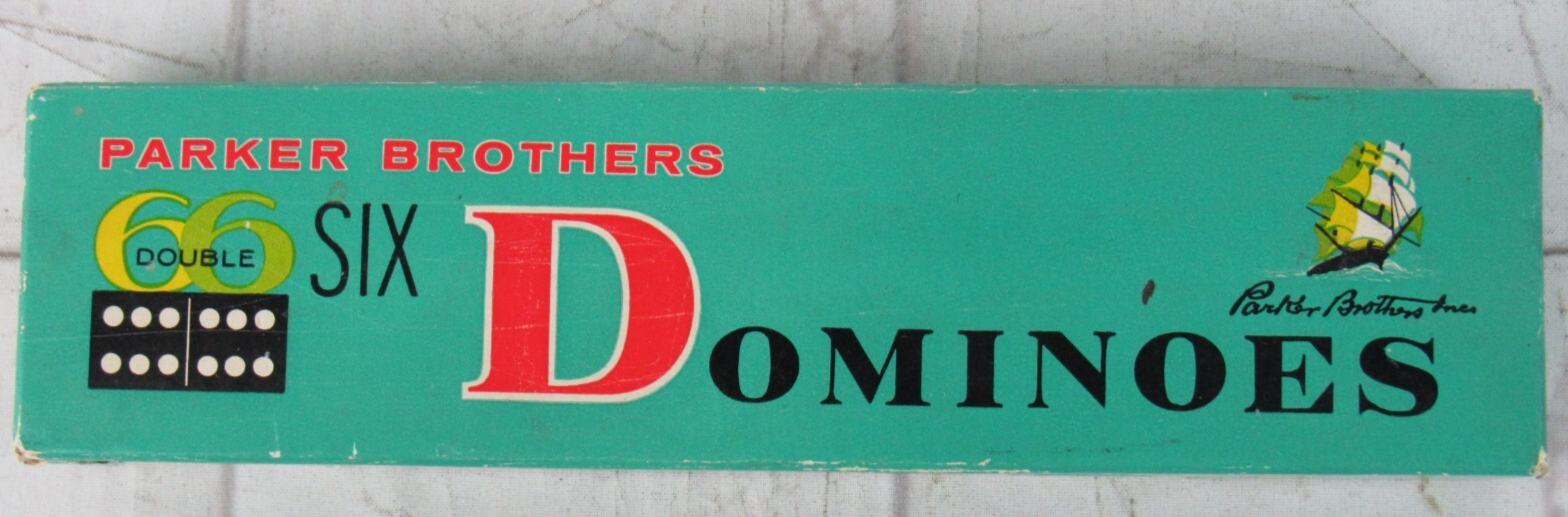 PARKER BROTHERS
66
DOUBLE
SIX
DOMINOES
Parker Brothers Inc.